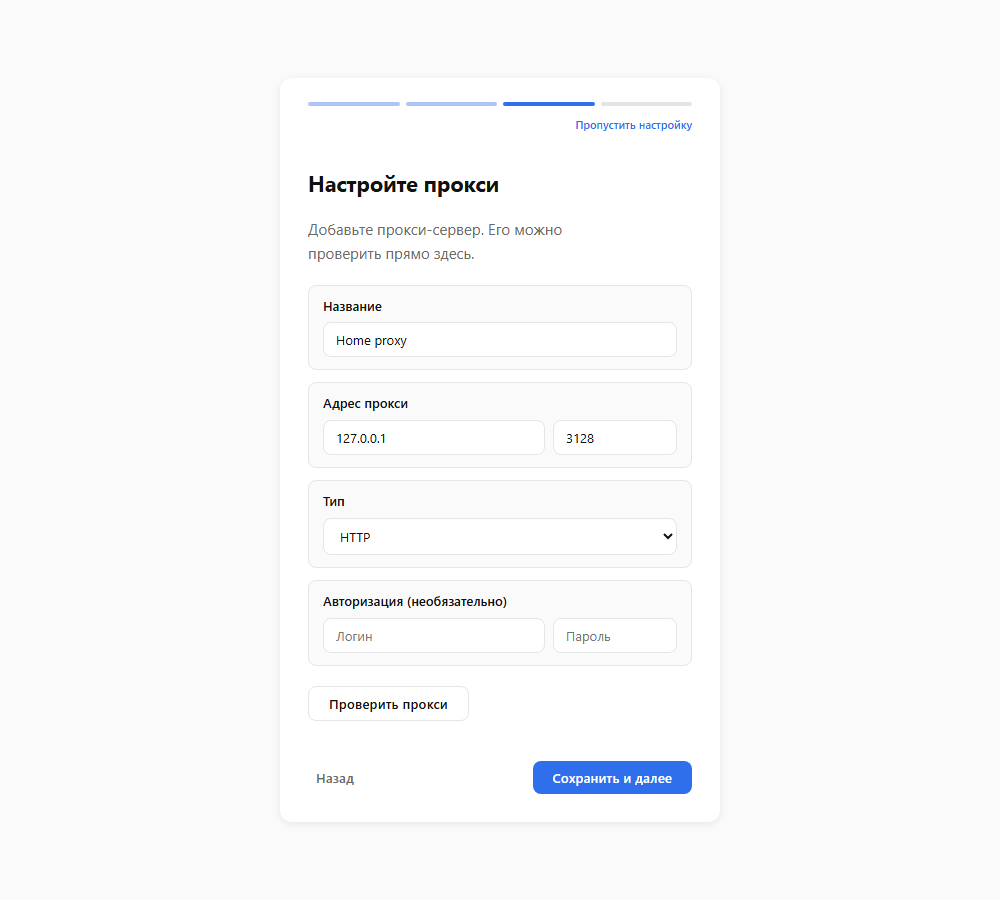 Пропустить настройку
Настройте прокси
Добавьте прокси-сервер. Его можно
проверить прямо здесь.
Название
Home proxy
Адрес прокси
127.0.0.1 3128
Тип
HTTP
Авторизация (необязательно)
Логин Пароль
Проверить прокси
Назад Сохранить и далее